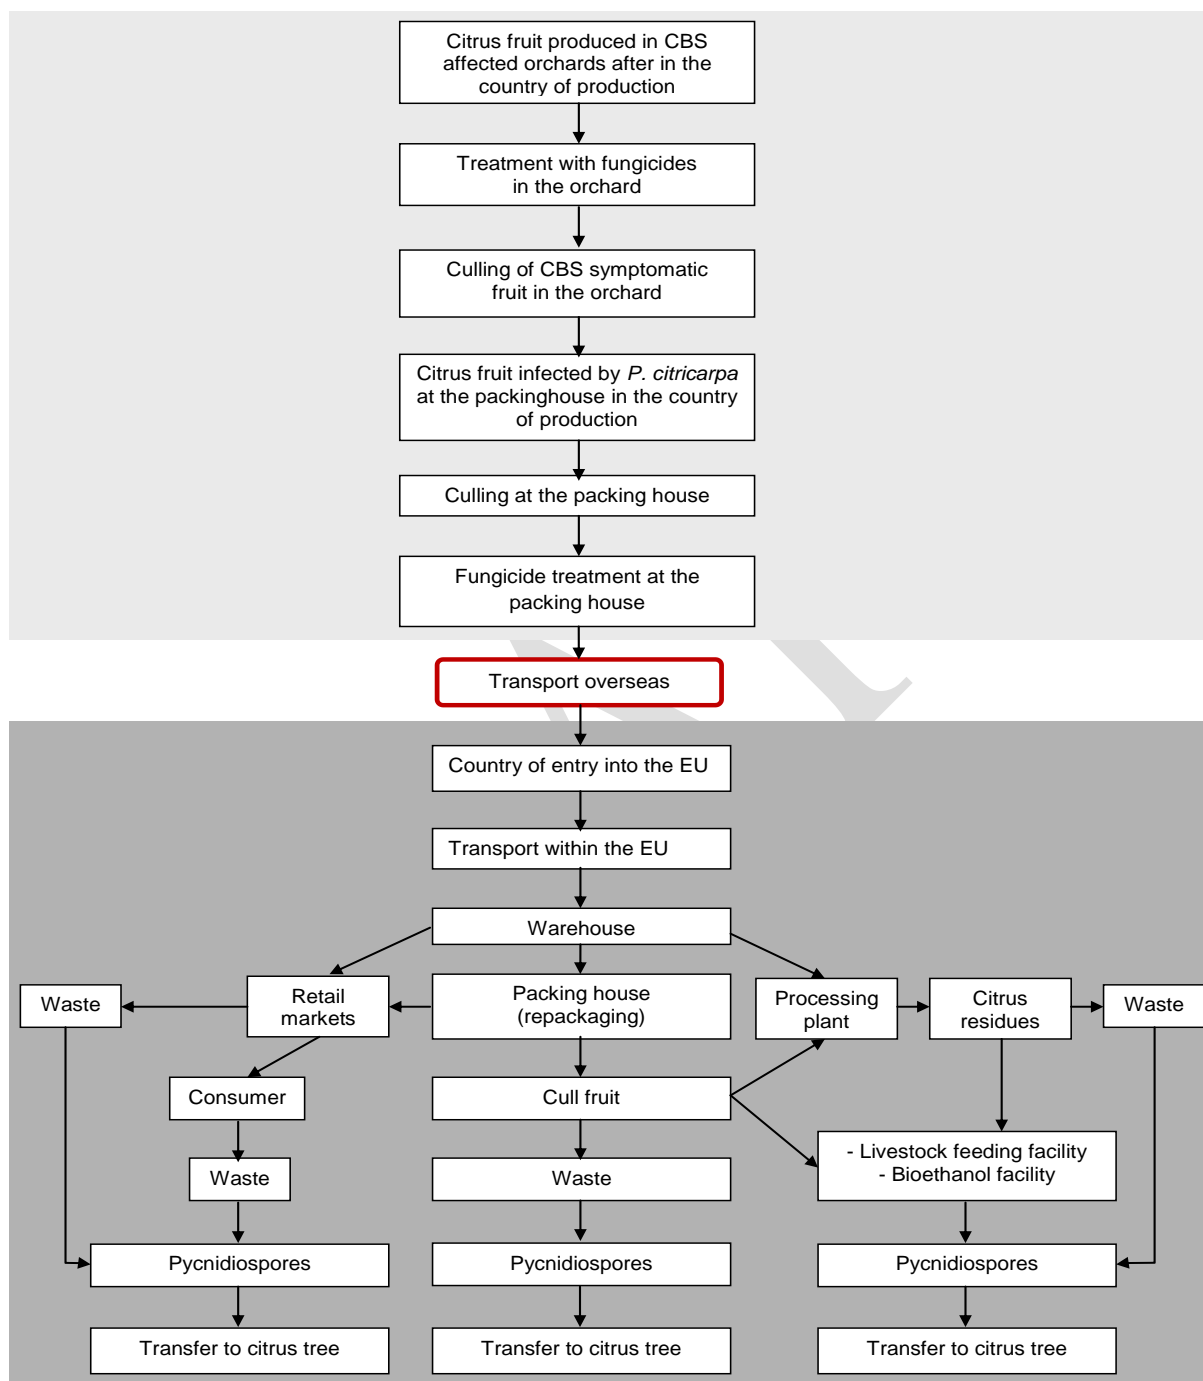 Citrus fruit produced in CBS
affected orchards after in the
country of production
Treatment with fungicides
in the orchard
Culling of CBS symptomatic
fruit in the orchard
Citrus fruit infected by P. citricarpa
at the packinghouse in the country
of production
Culling at the packing house
Fungicide treatment at the
packing house
Transport overseas
Country of entry into the EU
Transport within the EU
Warehouse
Waste
Retail
markets
Packing house
(repackaging)
Processing
plant
Citrus
residues
Waste
Consumer
Cull fruit
Waste
Waste
- Livestock feeding facility
- Bioethanol facility
Pycnidiospores
Pycnidiospores
Pycnidiospores
Transfer to citrus tree
Transfer to citrus tree
Transfer to citrus tree